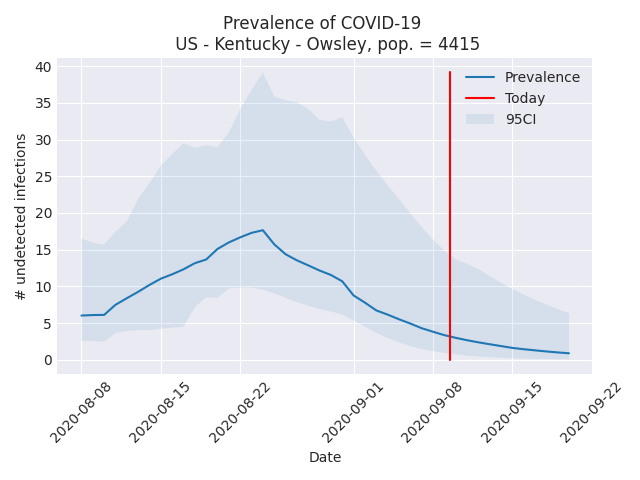 Prevalence of COVID-19
US - Kentucky - Owsley, pop. = 4415
40
35
30
25
20
15
10
5
0
# undetected infections
Prevalence
Today
95CI
2020-08-08
2020-08-15
2020-08-22
2020-09-01
2020-09-08
2020-09-15
2020-09-22
Date